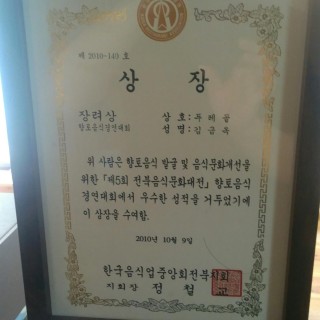 제 2010-140 호
상 장
장려상 상 호 : 두레골
향토음식경연대회 성 명 : 김금옥
위 사람은 향토음식 발굴 및 음식문화개선을
위한 「제5회 전북음식문화대전」 향토음식
경연대회에서 우수한 성적을 거두었기에
이 상장을 수여함.
2010년 10월 9일
한국음식업중앙회전북지회
지회장 정 철